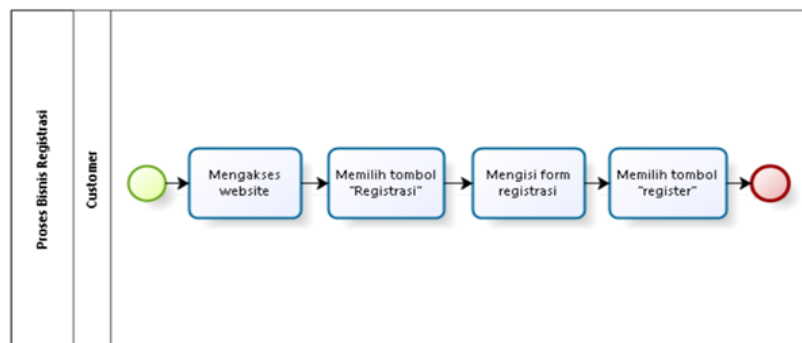 Proses Bisnis Registrasi
Customer
Mengakses
website
Memilih tombol
"Registrasi"
Mengisi form
registrasi
Memilih tombol
"register"